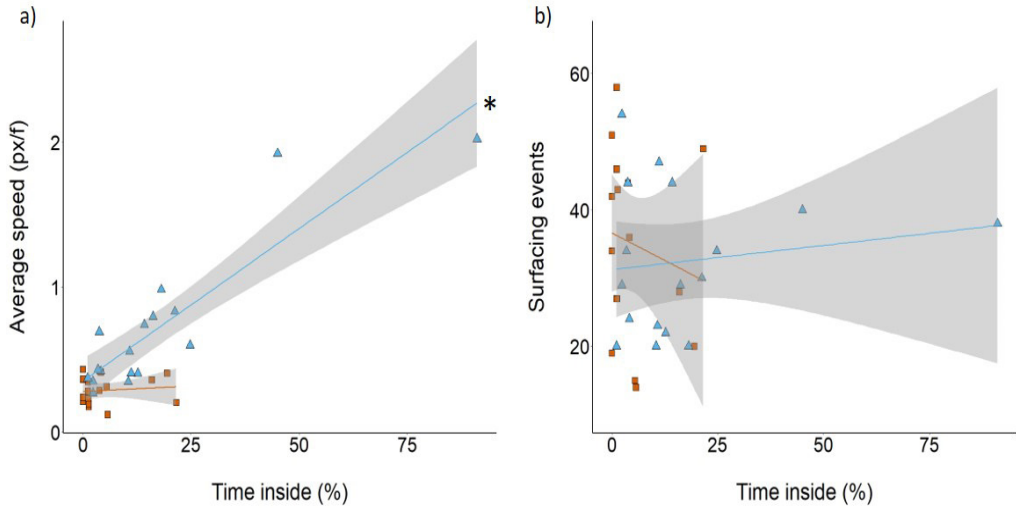 a)
Average speed (px/f)
2
1
0
*
0
25
50
75
Time inside (%)
b)
Surfacing events
60
40
20
0
25
50
75
Time inside (%)